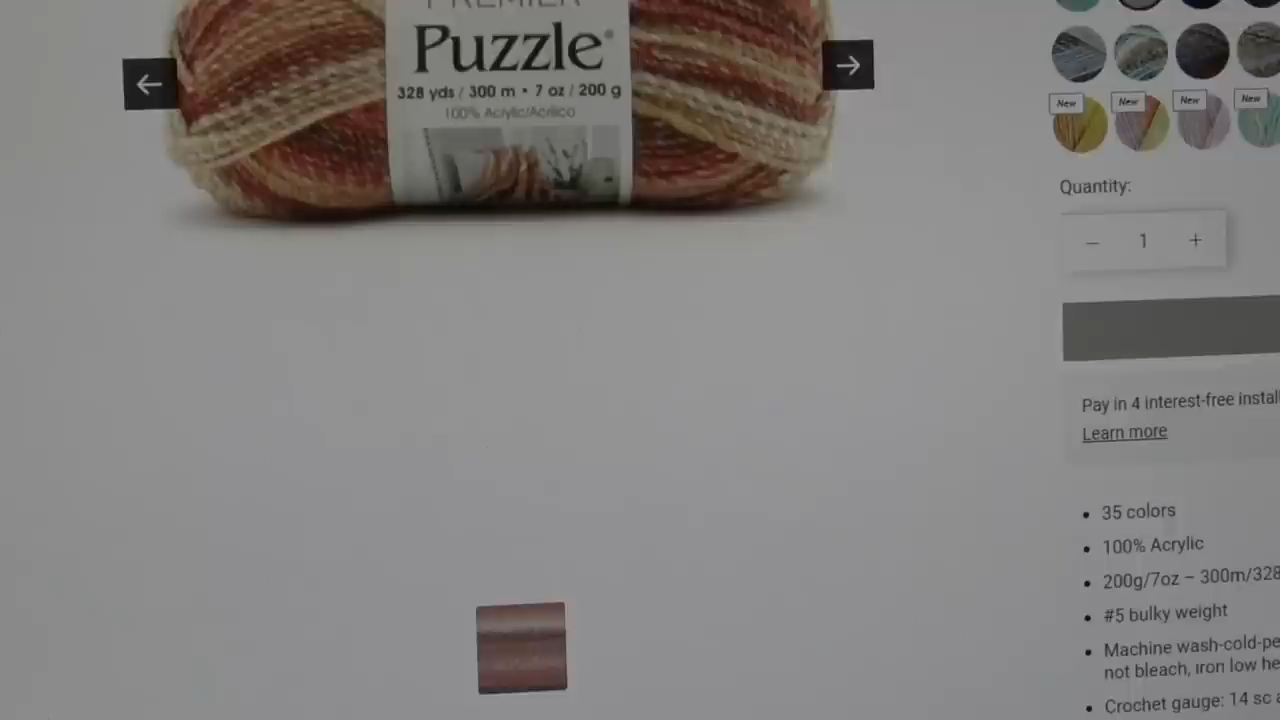 PREMIER
Puzzle®
328 yds / 300 m • 7 oz / 200 g
100% Acrylic/Acrílico
New
New
New
New
Quantity:
− 1 +
Pay in 4 interest-free instal
Learn more
• 35 colors
• 100% Acrylic
• 200g/7oz – 300m/328
• #5 bulky weight
• Machine wash-cold-pe
not bleach, iron low he
• Crochet gauge: 14 sc